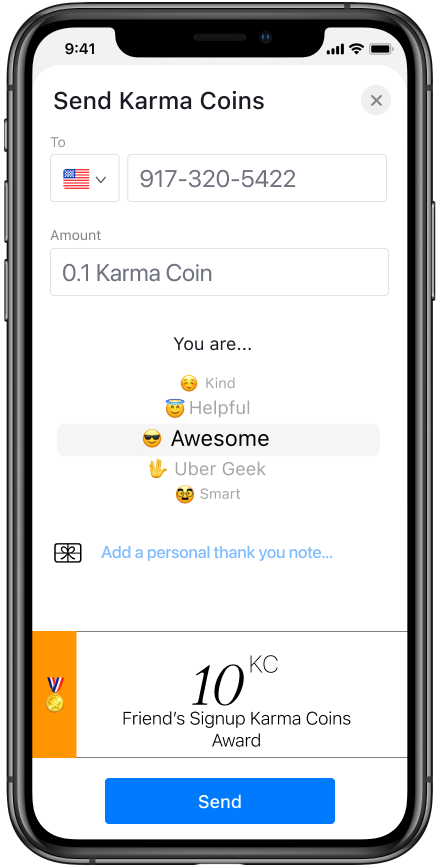 9:41
Send Karma Coins
To
917-320-5422
Amount
0.1 Karma Coin
You are...
Kind
Helpful
Awesome
Uber Geek
Smart
Add a personal thank you note...
10 KC
Friend's Signup Karma Coins
Award
Send